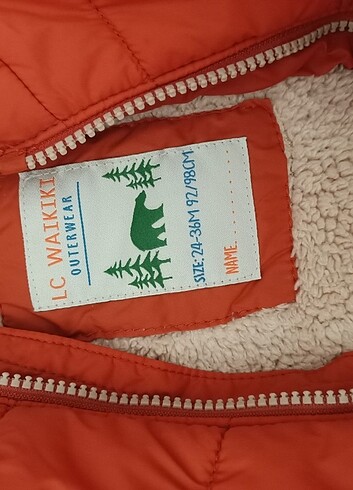 LC WAIKIKI
OUTERWEAR
SIZE: 24-36M 92/98CM
NAME: